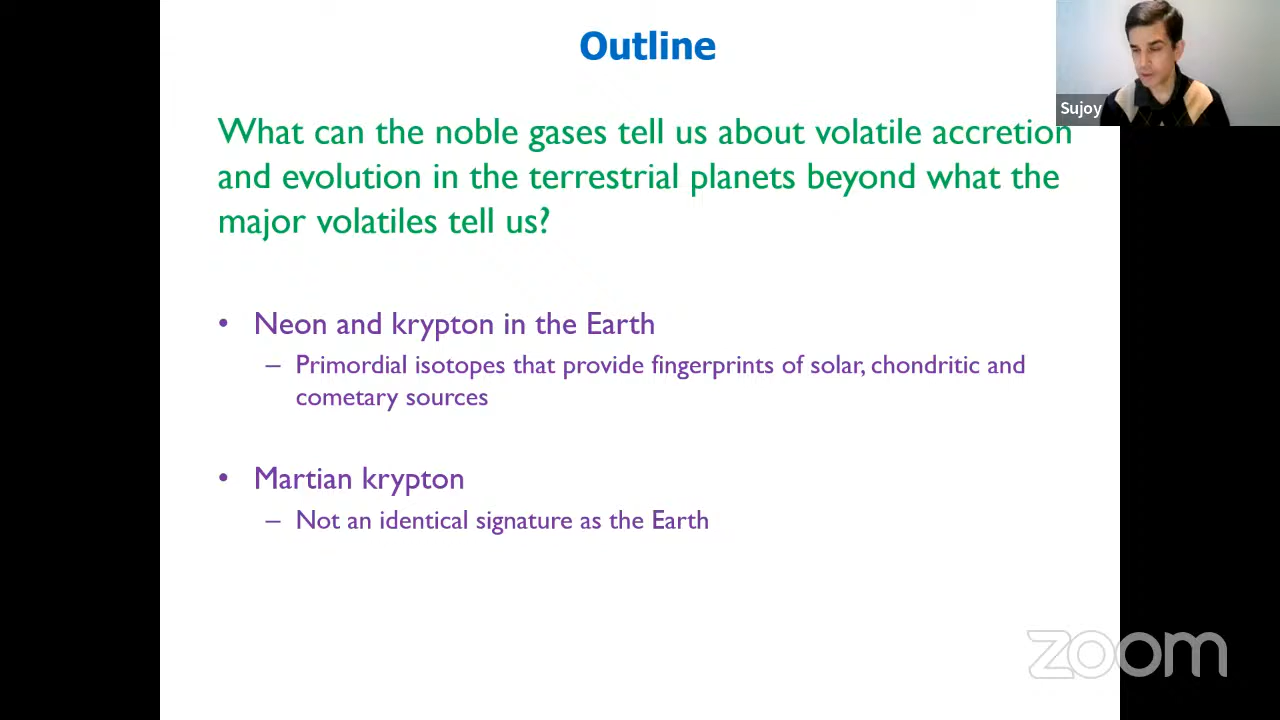 Outline
Sujoy
What can the noble gases tell us about volatile accretion
and evolution in the terrestrial planets beyond what the
major volatiles tell us?
• Neon and krypton in the Earth
– Primordial isotopes that provide fingerprints of solar, chondritic and
cometary sources
• Martian krypton
– Not an identical signature as the Earth
zoom